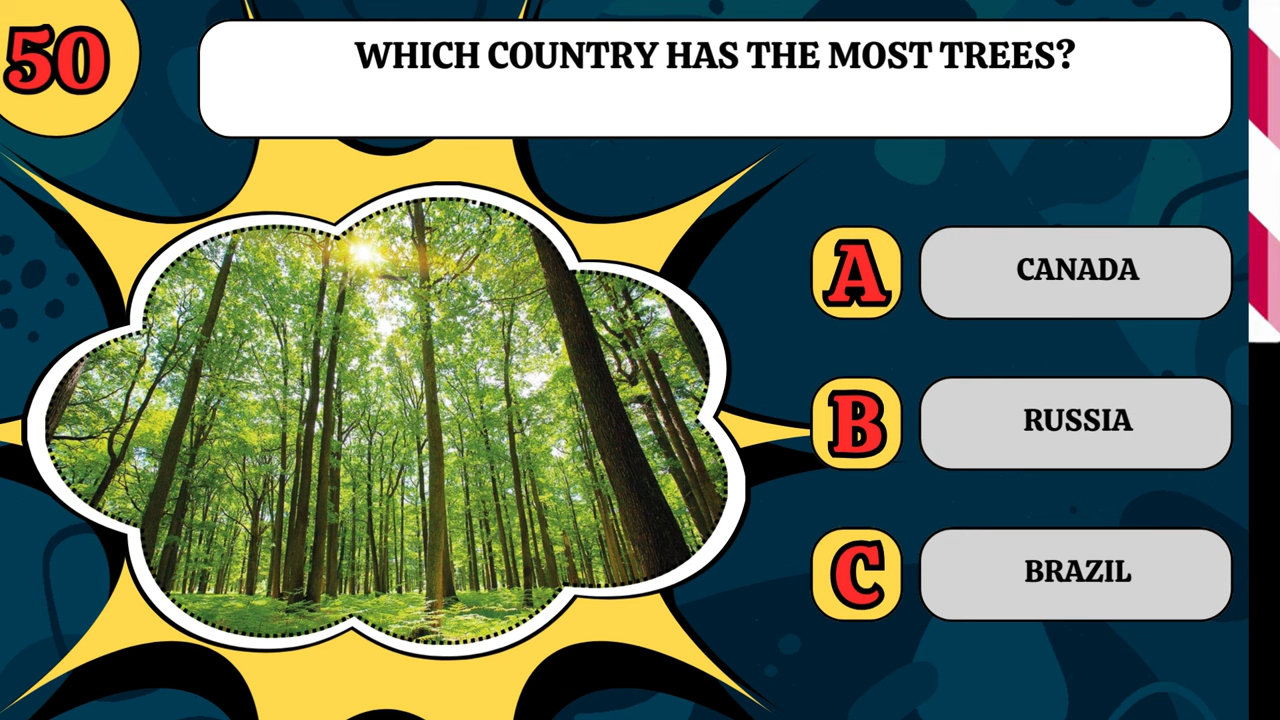 50
WHICH COUNTRY HAS THE MOST TREES?
A
CANADA
B
RUSSIA
C
BRAZIL